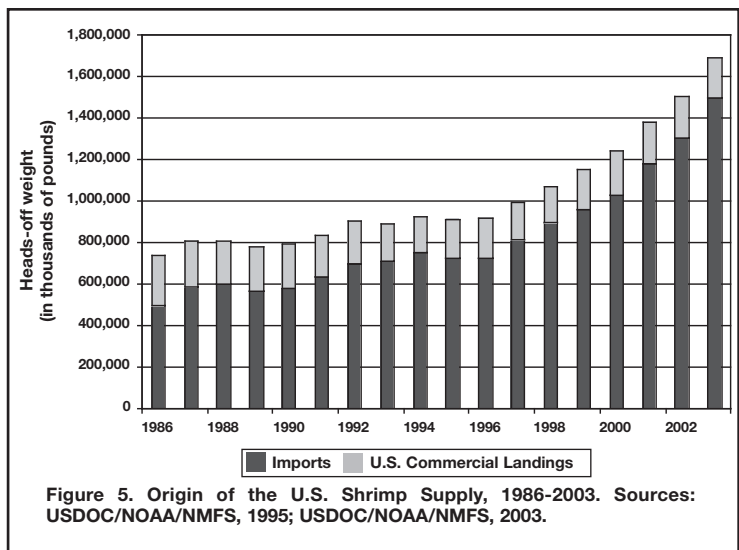 1,800,000
1,600,000
1,400,000
1,200,000
1,000,000
800,000
600,000
400,000
200,000
0
Heads-off weight
(in thousands of pounds)
1986 1988 1990 1992 1994 1996 1998 2000 2002
Imports U.S. Commercial Landings
Figure 5. Origin of the U.S. Shrimp Supply, 1986-2003. Sources:
USDOC/NOAA/NMFS, 1995; USDOC/NOAA/NMFS, 2003.